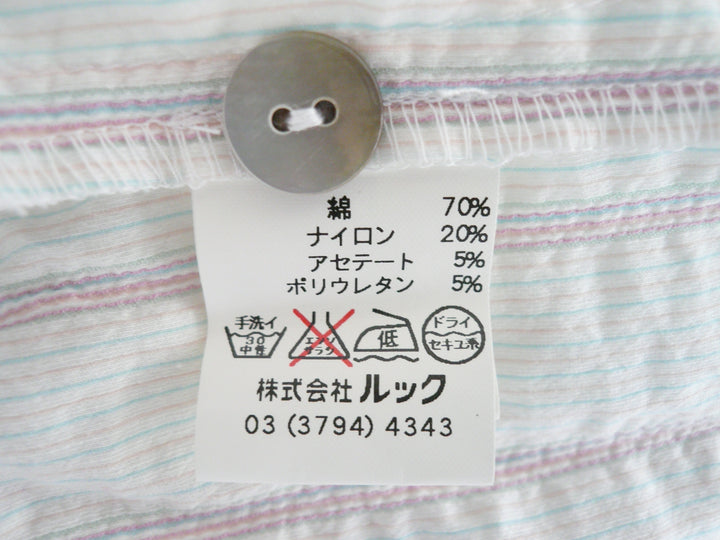 綿 70%
ナイロン 20%
アセテート 5%
ポリウレタン 5%
手洗イ
30
中性
エンソ
サラシ
低
ドライ
セキユ系
株式会社 ルック
03 (3794) 4343